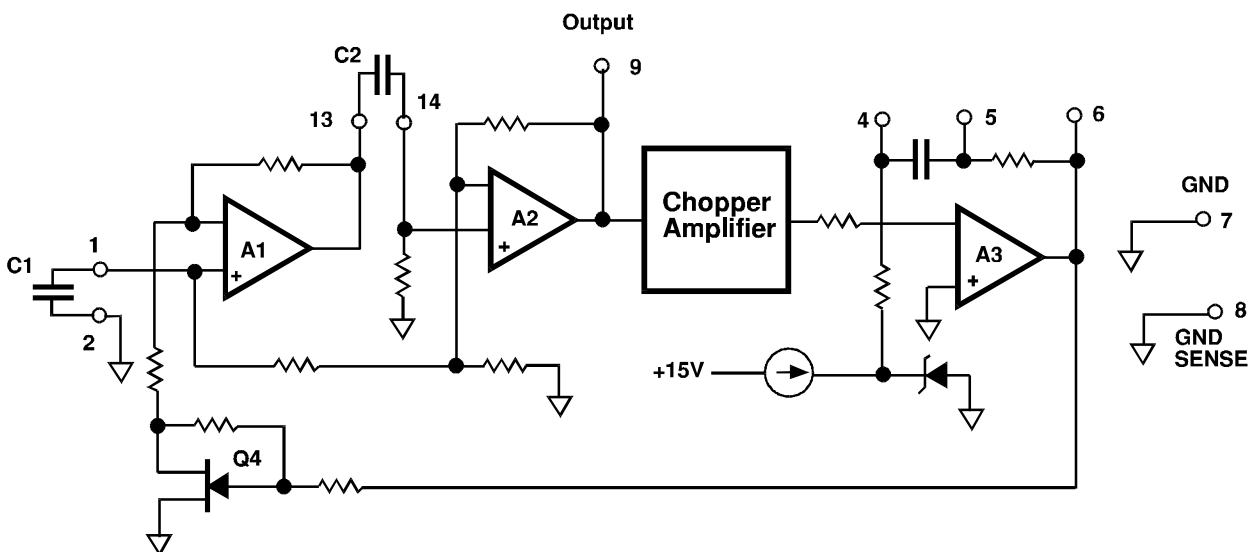 Output
9
C2
13
14
4
5
6
A1
+
A2
+
Chopper
Amplifier
A3
+
GND
7
C1
1
2
8
GND
SENSE
+15V
Q4